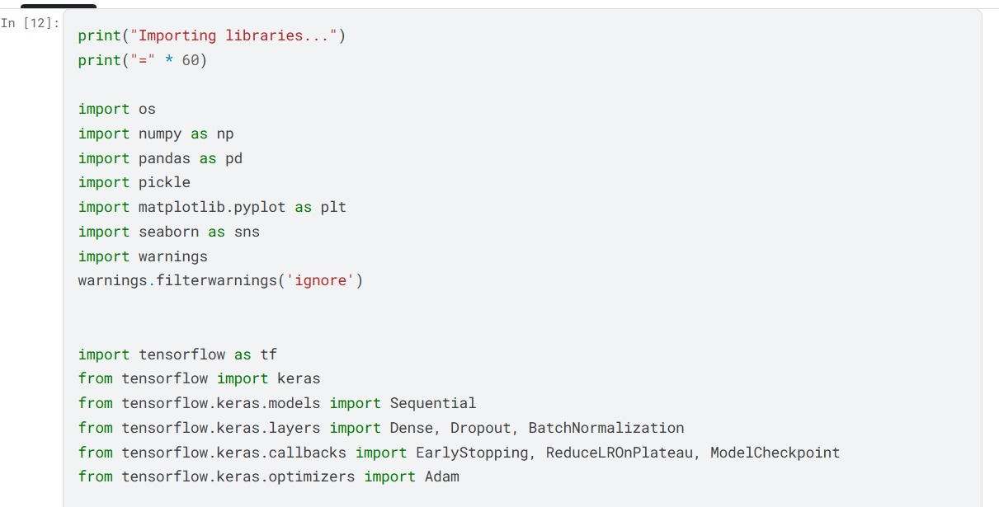 In [12]:
print("Importing libraries...")
print("=" * 60)
import os
import numpy as np
import pandas as pd
import pickle
import matplotlib.pyplot as plt
import seaborn as sns
import warnings
warnings.filterwarnings('ignore')
import tensorflow as tf
from tensorflow import keras
from tensorflow.keras.models import Sequential
from tensorflow.keras.layers import Dense, Dropout, BatchNormalization
from tensorflow.keras.callbacks import EarlyStopping, ReduceLROnPlateau, ModelCheckpoint
from tensorflow.keras.optimizers import Adam